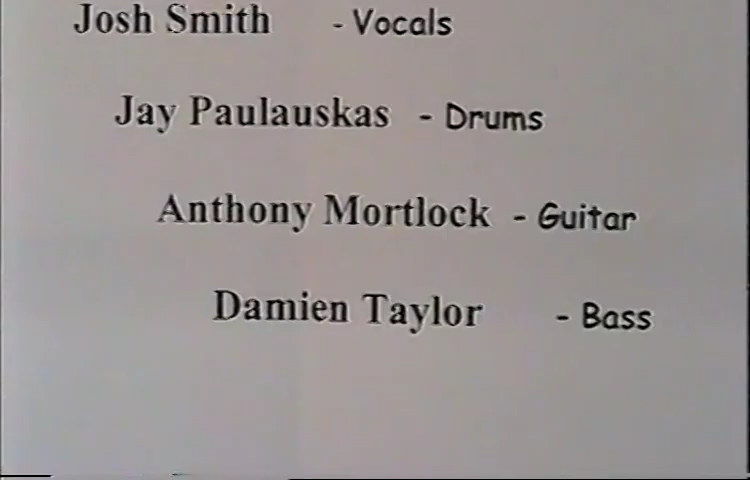 Josh Smith - Vocals
Jay Paulauskas - Drums
Anthony Mortlock - Guitar
Damien Taylor - Bass